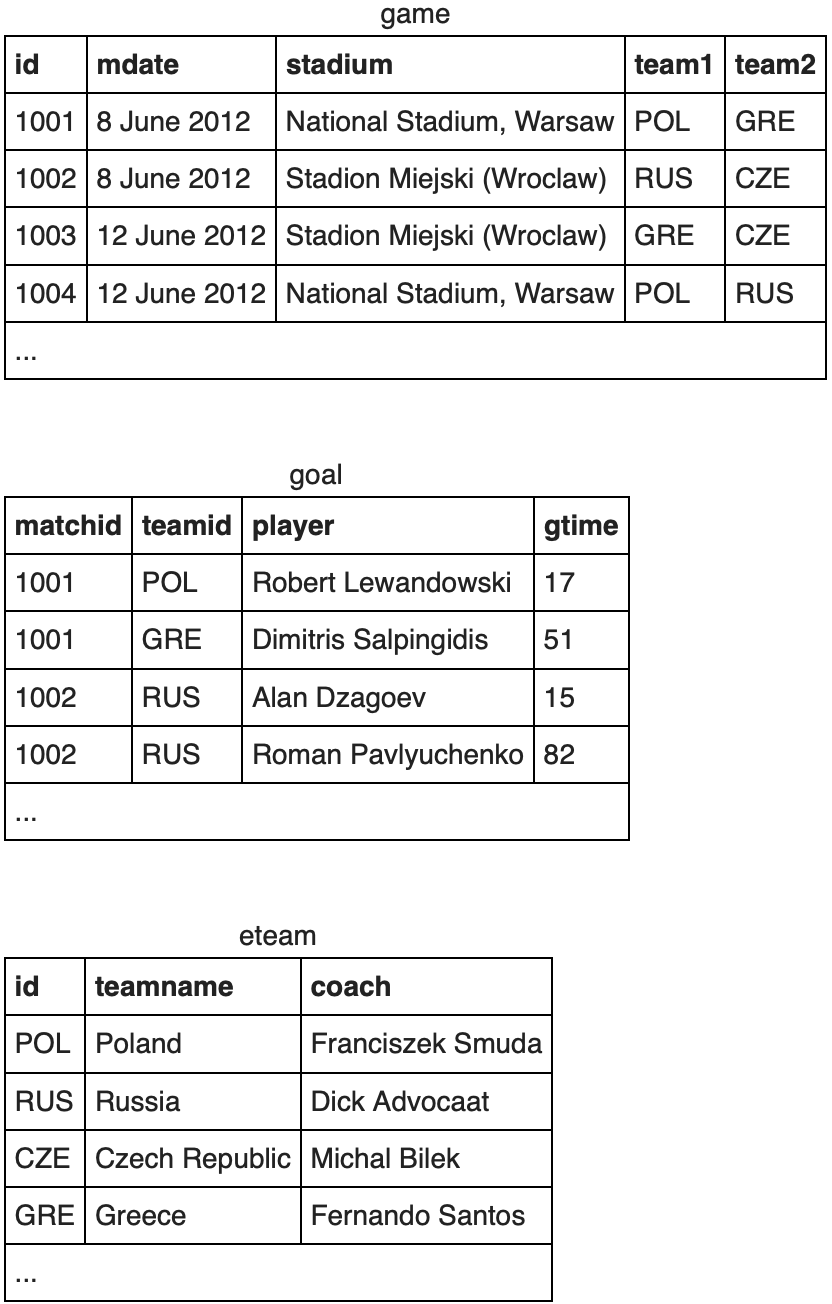 game
id mdate stadium team1 team2
1001 8 June 2012 National Stadium, Warsaw POL GRE
1002 8 June 2012 Stadion Miejski (Wroclaw) RUS CZE
1003 12 June 2012 Stadion Miejski (Wroclaw) GRE CZE
1004 12 June 2012 National Stadium, Warsaw POL RUS
...
goal
matchid teamid player gtime
1001 POL Robert Lewandowski 17
1001 GRE Dimitris Salpingidis 51
1002 RUS Alan Dzagoev 15
1002 RUS Roman Pavlyuchenko 82
...
eteam
id teamname coach
POL Poland Franciszek Smuda
RUS Russia Dick Advocaat
CZE Czech Republic Michal Bilek
GRE Greece Fernando Santos
...